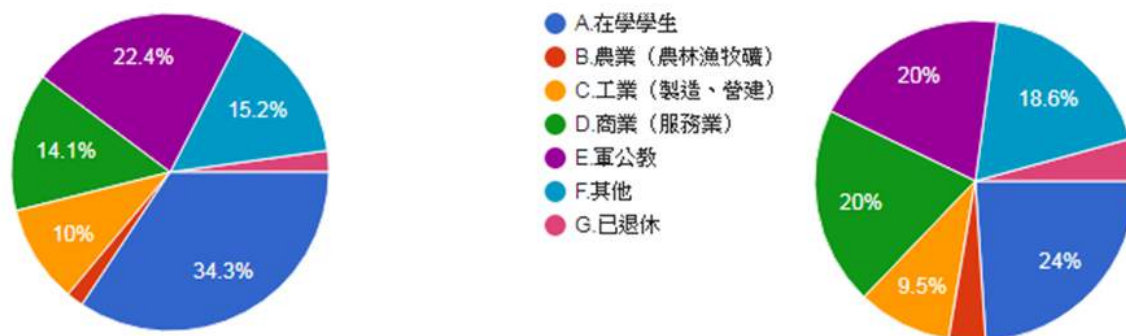 22.4%
15.2%
14.1%
10%
34.3%
A.在學學生
B.農業（農林漁牧礦）
C.工業（製造、營建）
D.商業（服務業）
E.軍公教
F.其他
G.已退休
20%
18.6%
20%
9.5%
24%